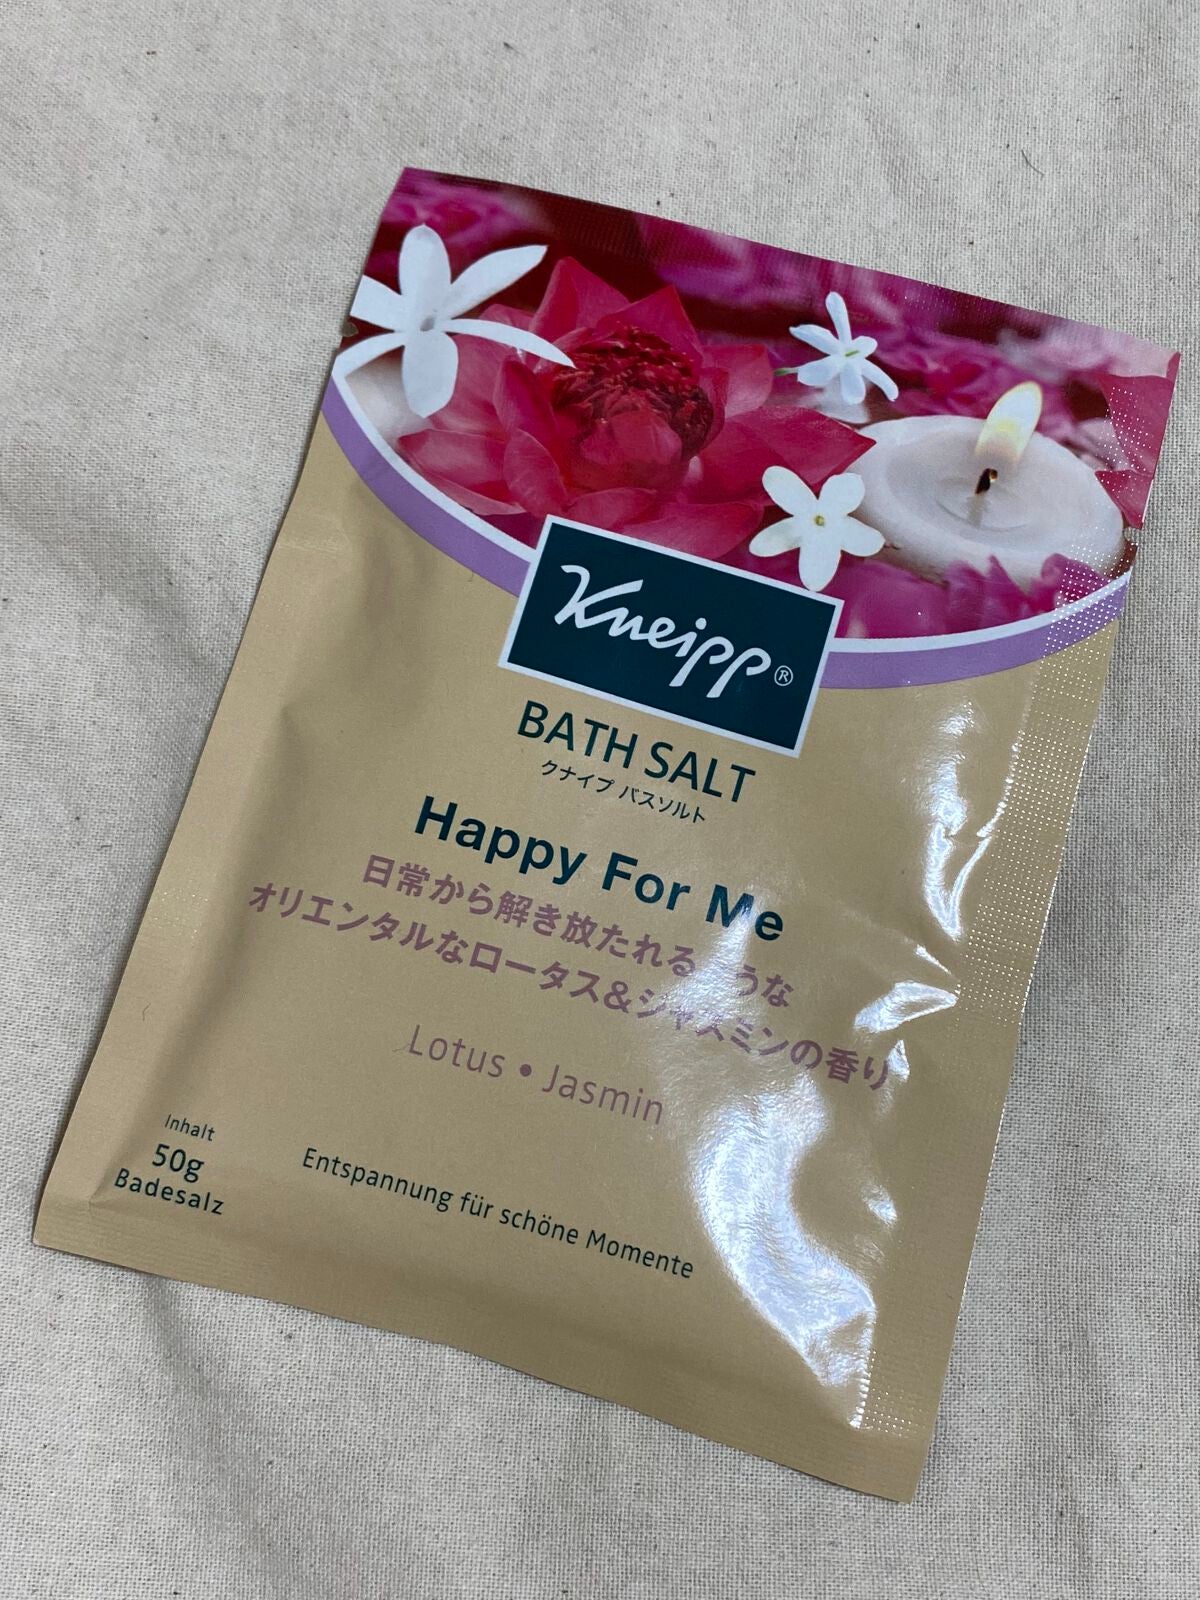 Kneipp®
BATH SALT
クナイプ バスソルト
Happy For Me
日常から解き放たれるような
オリエンタルなロータス&ジャスミンの香り
Lotus • Jasmin
Inhalt
50g
Badesalz
Entspannung für schöne Momente